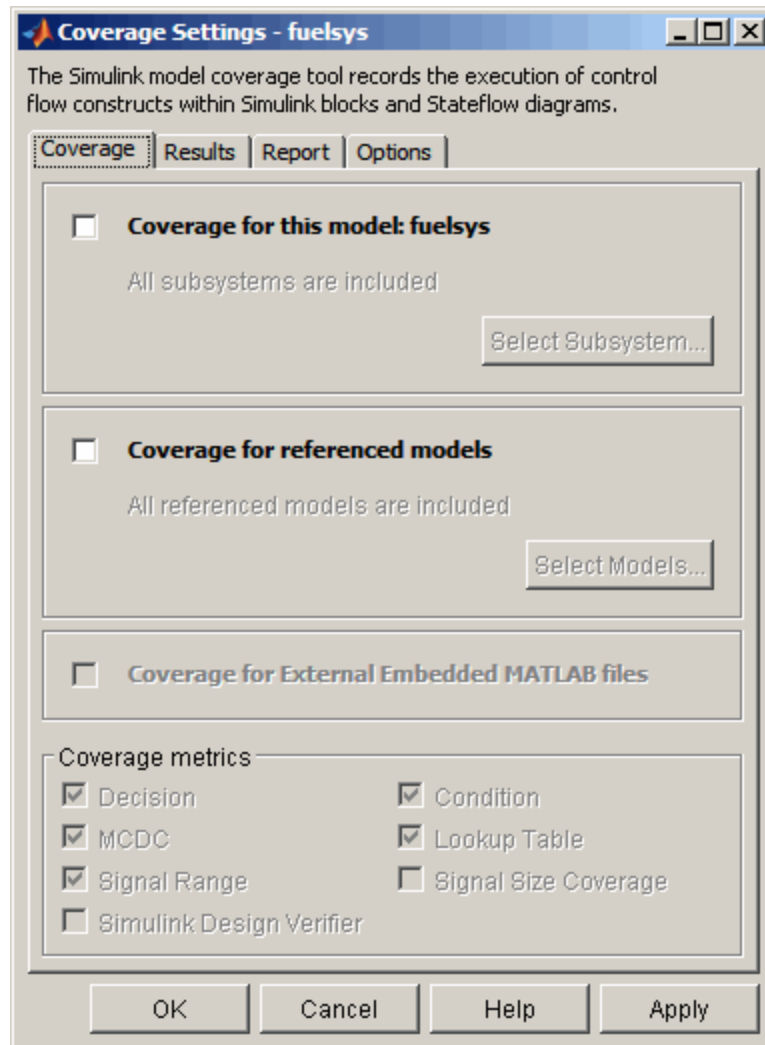 Coverage Settings - fuelsys
The Simulink model coverage tool records the execution of control
flow constructs within Simulink blocks and Stateflow diagrams.
Coverage Results Report Options
Coverage for this model: fuelsys
All subsystems are included
Select Subsystem...
Coverage for referenced models
All referenced models are included
Select Models...
Coverage for External Embedded MATLAB files
Coverage metrics
Decision Condition
MCDC Lookup Table
Signal Range Signal Size Coverage
Simulink Design Verifier
OK Cancel Help Apply